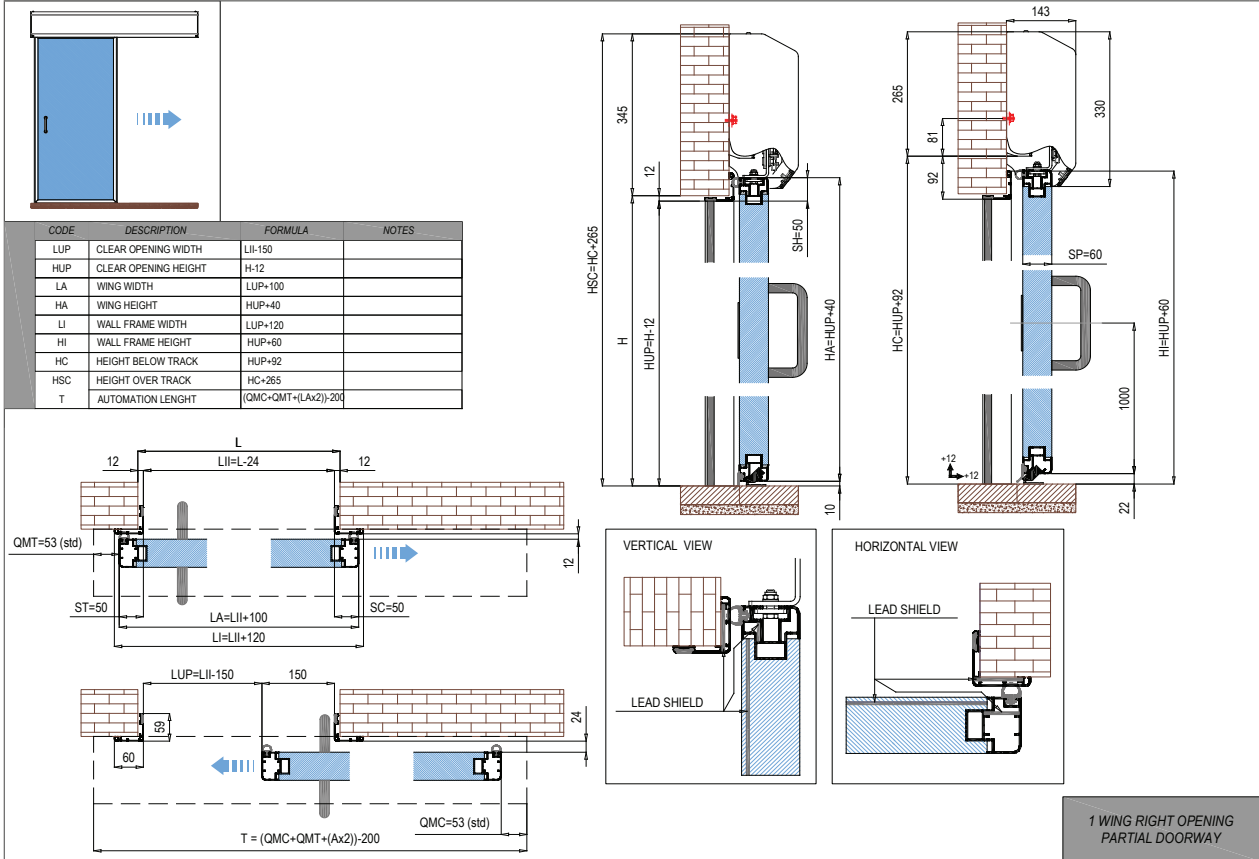 CODE DESCRIPTION FORMULA NOTES
LUP CLEAR OPENING WIDTH LII-150
HUP CLEAR OPENING HEIGHT H-12
LA WING WIDTH LUP+100
HA WING HEIGHT HUP+40
LI WALL FRAME WIDTH LUP+120
HI WALL FRAME HEIGHT HUP+60
HC HEIGHT BELOW TRACK HUP+92
HSC HEIGHT OVER TRACK HC+265
T AUTOMATION LENGHT (QMC+QMT+(LAx2))-200
L
12 LII=L-24 12
QMT=53 (std)
12
ST=50 LA=LII+100 SC=50
LI=LII+120
LUP=LII-150 150
59
24
60
QMC=53 (std)
T = (QMC+QMT+(Ax2))-200
345
12
HSC=HC+265
H
HUP=H-12
SH=50
HA=HUP+40
10
143
265
81
92
330
SP=60
HC=HUP+92
HI=HUP+60
1000
+12
+12
22
VERTICAL VIEW
LEAD SHIELD
HORIZONTAL VIEW
LEAD SHIELD
1 WING RIGHT OPENING
PARTIAL DOORWAY